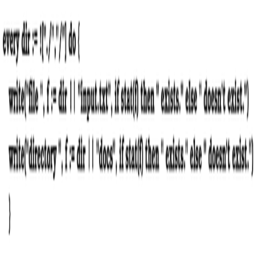 every dir := !["./","/"] do {
write("file ", f := dir || "input.txt", if stat(f) then " exists." else " doesn't exist.")
write("directory ", f := dir || "docs", if stat(f) then " exists." else " doesn't exist.")
}